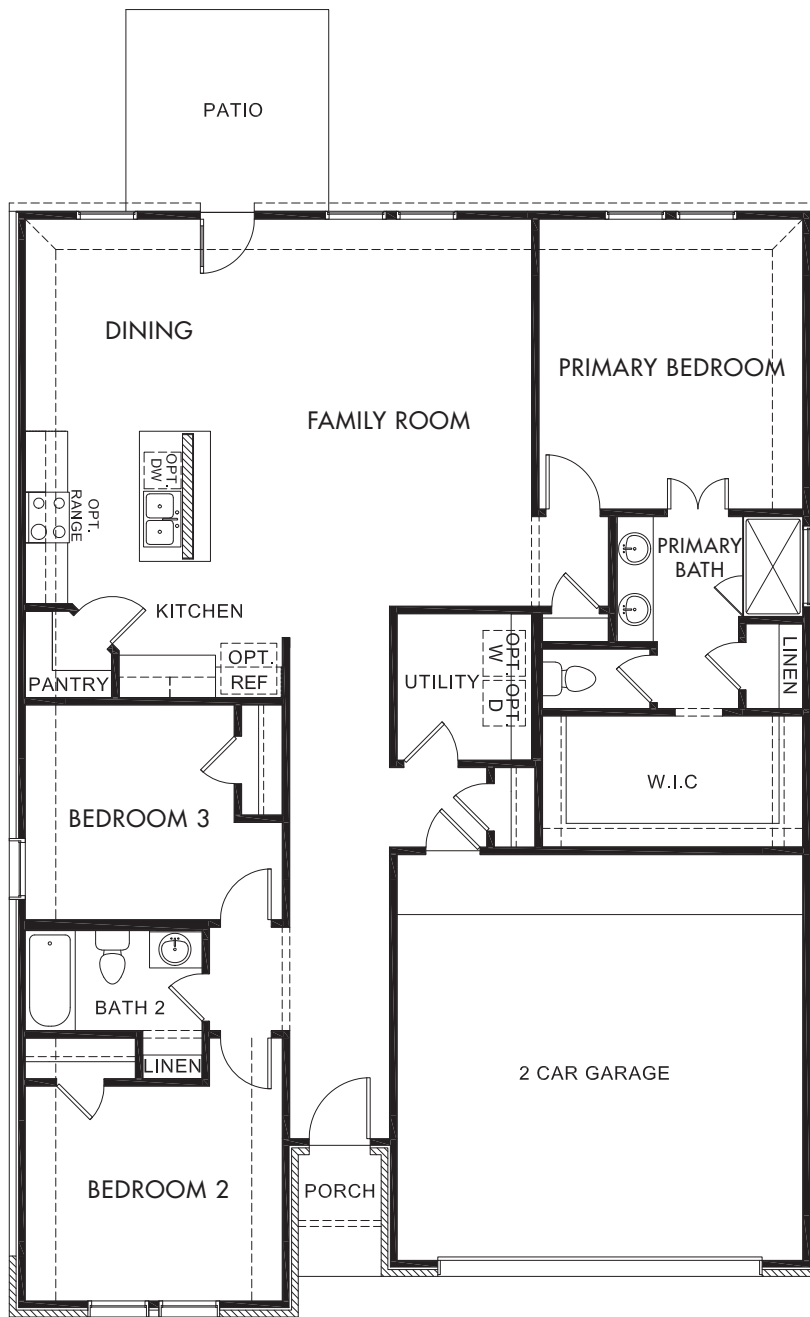 PATIO
DINING
PRIMARY BEDROOM
FAMILY ROOM
OPT.
DW
OPT.
RANGE
PRIMARY
BATH
KITCHEN
OPT.
REF
PANTRY
UTILITY
OPT.
W
OPT.
D
LINEN
W.I.C
BEDROOM 3
BATH 2
LINEN
2 CAR GARAGE
BEDROOM 2
PORCH